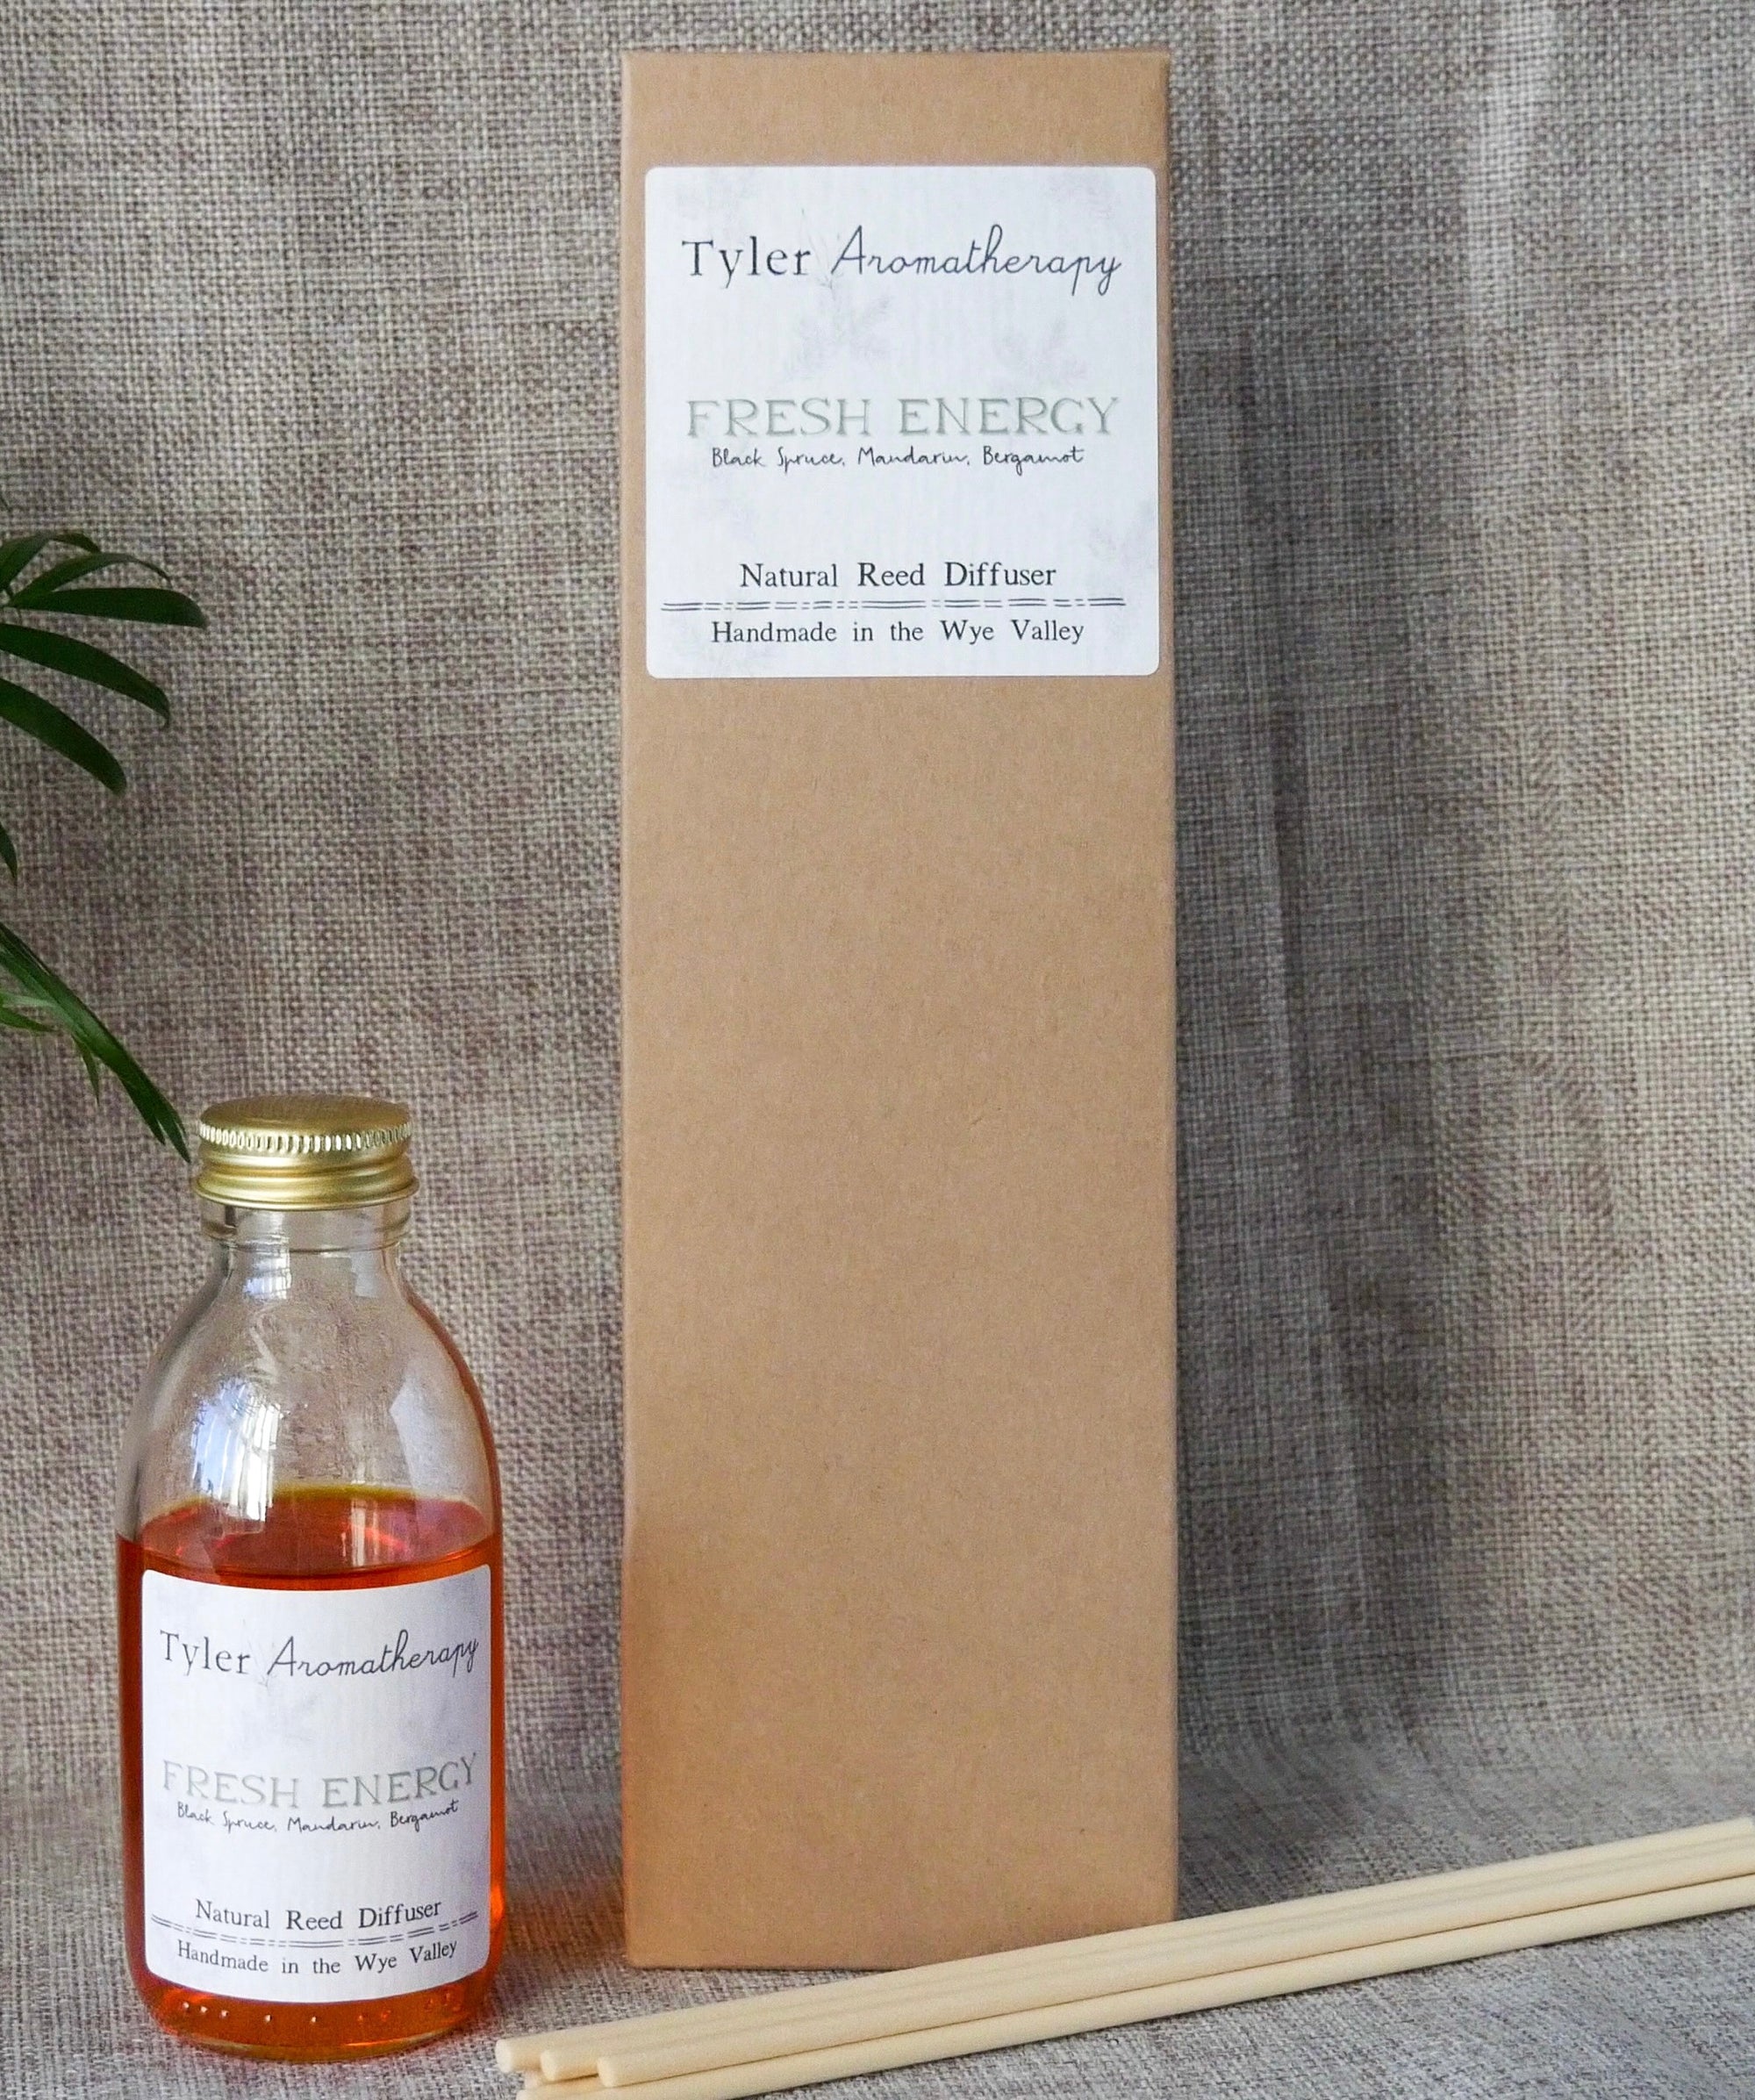 Tyler Aromatherapy
FRESH ENERGY
Black Spruce, Mandarin, Bergamot
Natural Reed Diffuser
Handmade in the Wye Valley
Tyler Aromatherapy
FRESH ENERGY
Black Spruce, Mandarin, Bergamot
Natural Reed Diffuser
Handmade in the Wye Valley